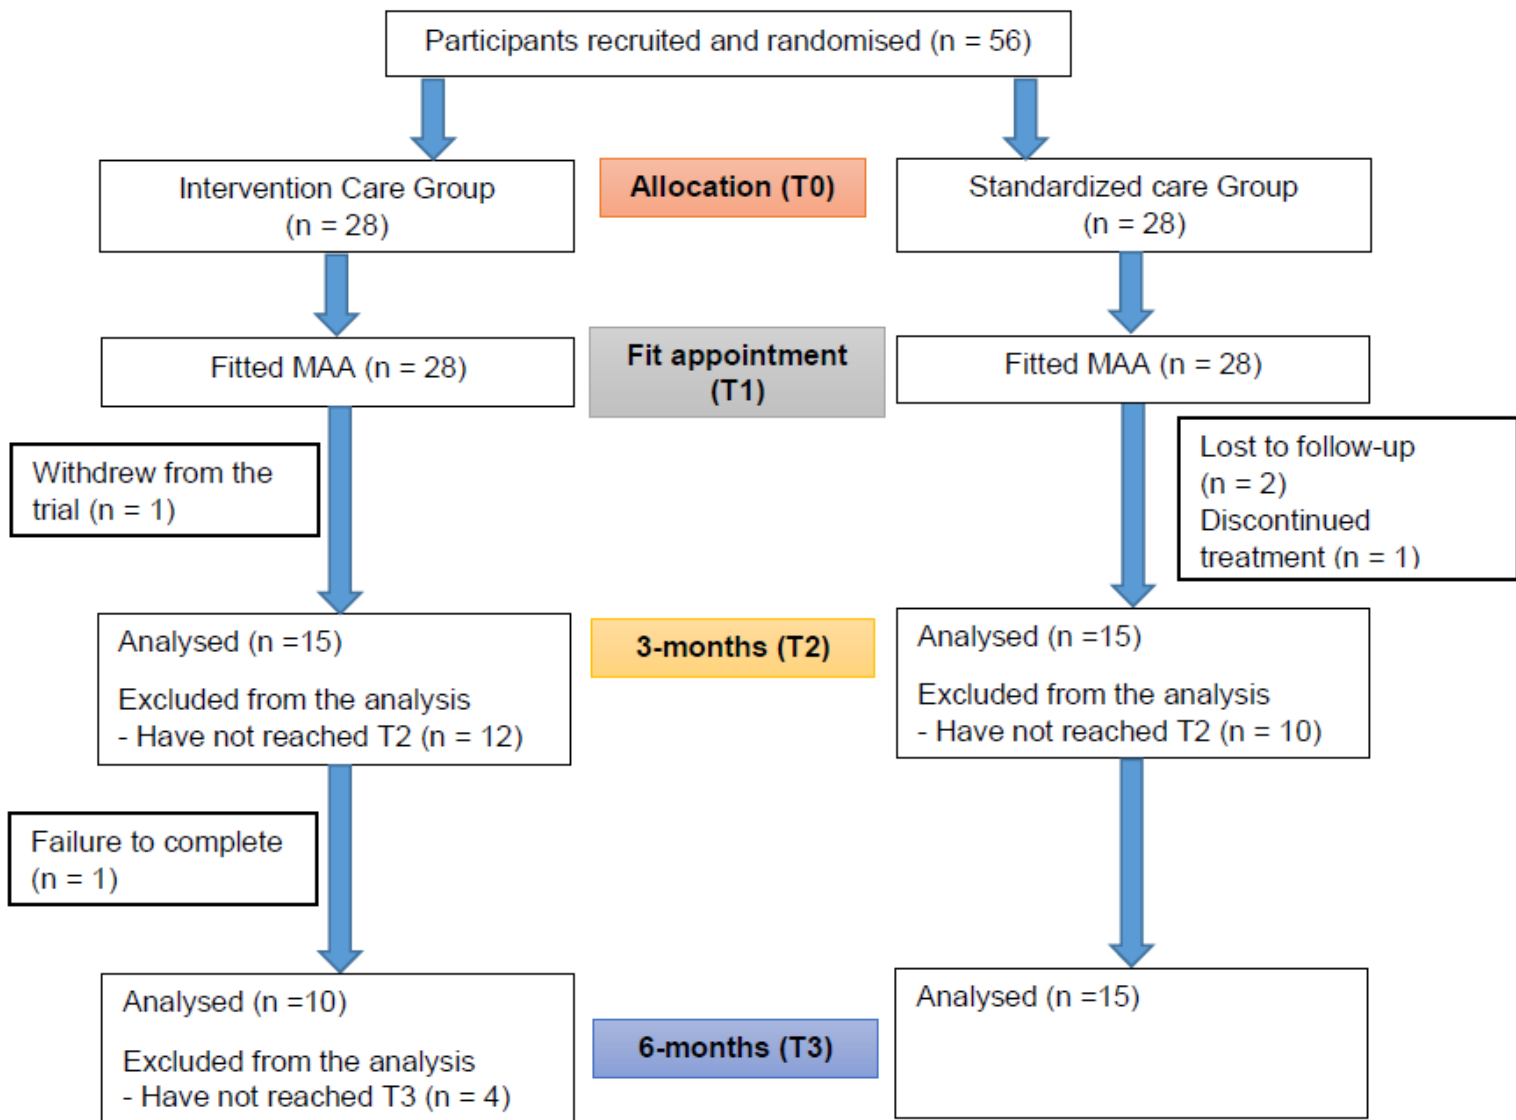 Participants recruited and randomised (n = 56)
Intervention Care Group
(n = 28)
Allocation (T0)
Standardized care Group
(n = 28)
Fitted MAA (n = 28)
Fit appointment
(T1)
Fitted MAA (n = 28)
Withdrew from the
trial (n = 1)
Lost to follow-up
(n = 2)
Discontinued
treatment (n = 1)
Analysed (n =15)
Excluded from the analysis
- Have not reached T2 (n = 12)
3-months (T2)
Analysed (n =15)
Excluded from the analysis
- Have not reached T2 (n = 10)
Failure to complete
(n = 1)
Analysed (n =10)
Excluded from the analysis
- Have not reached T3 (n = 4)
6-months (T3)
Analysed (n =15)